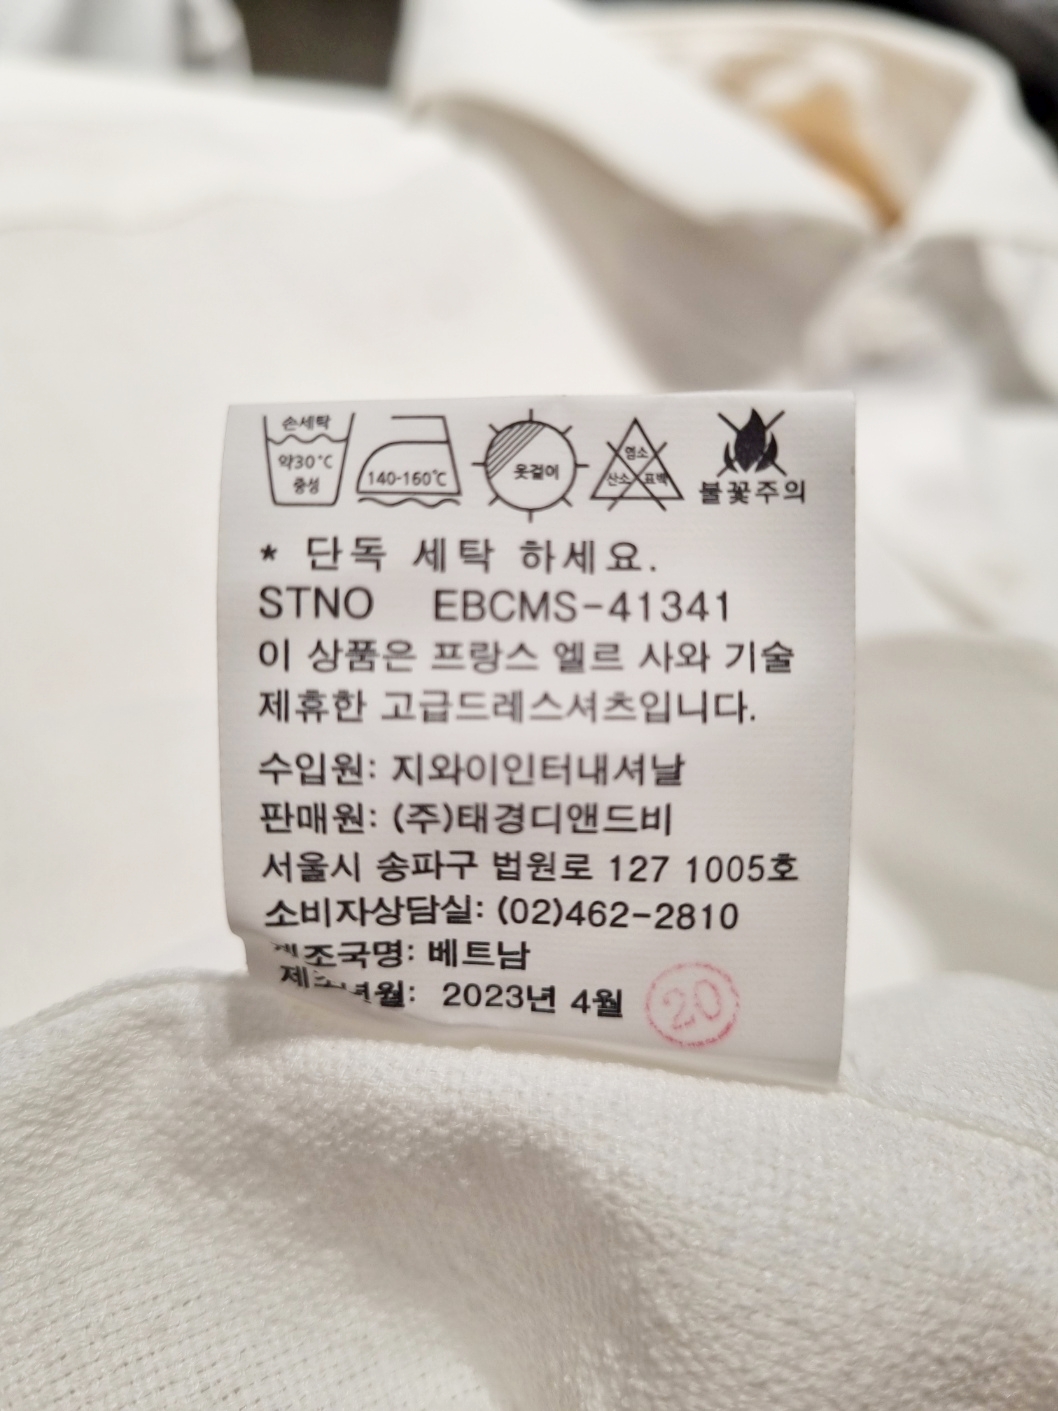 손세탁
약30°C
중성
140-160°C
옷걸이
염소
산소 표백
불꽃주의
* 단독 세탁 하세요.
STNO EBCMS-41341
이 상품은 프랑스 엘르 사와 기술
제휴한 고급드레스셔츠입니다.
수입원: 지와이인터내셔날
판매원: (주)태경디앤드비
서울시 송파구 법원로 127 1005호
소비자상담실: (02)462-2810
제조국명: 베트남
제조년월: 2023년 4월
20